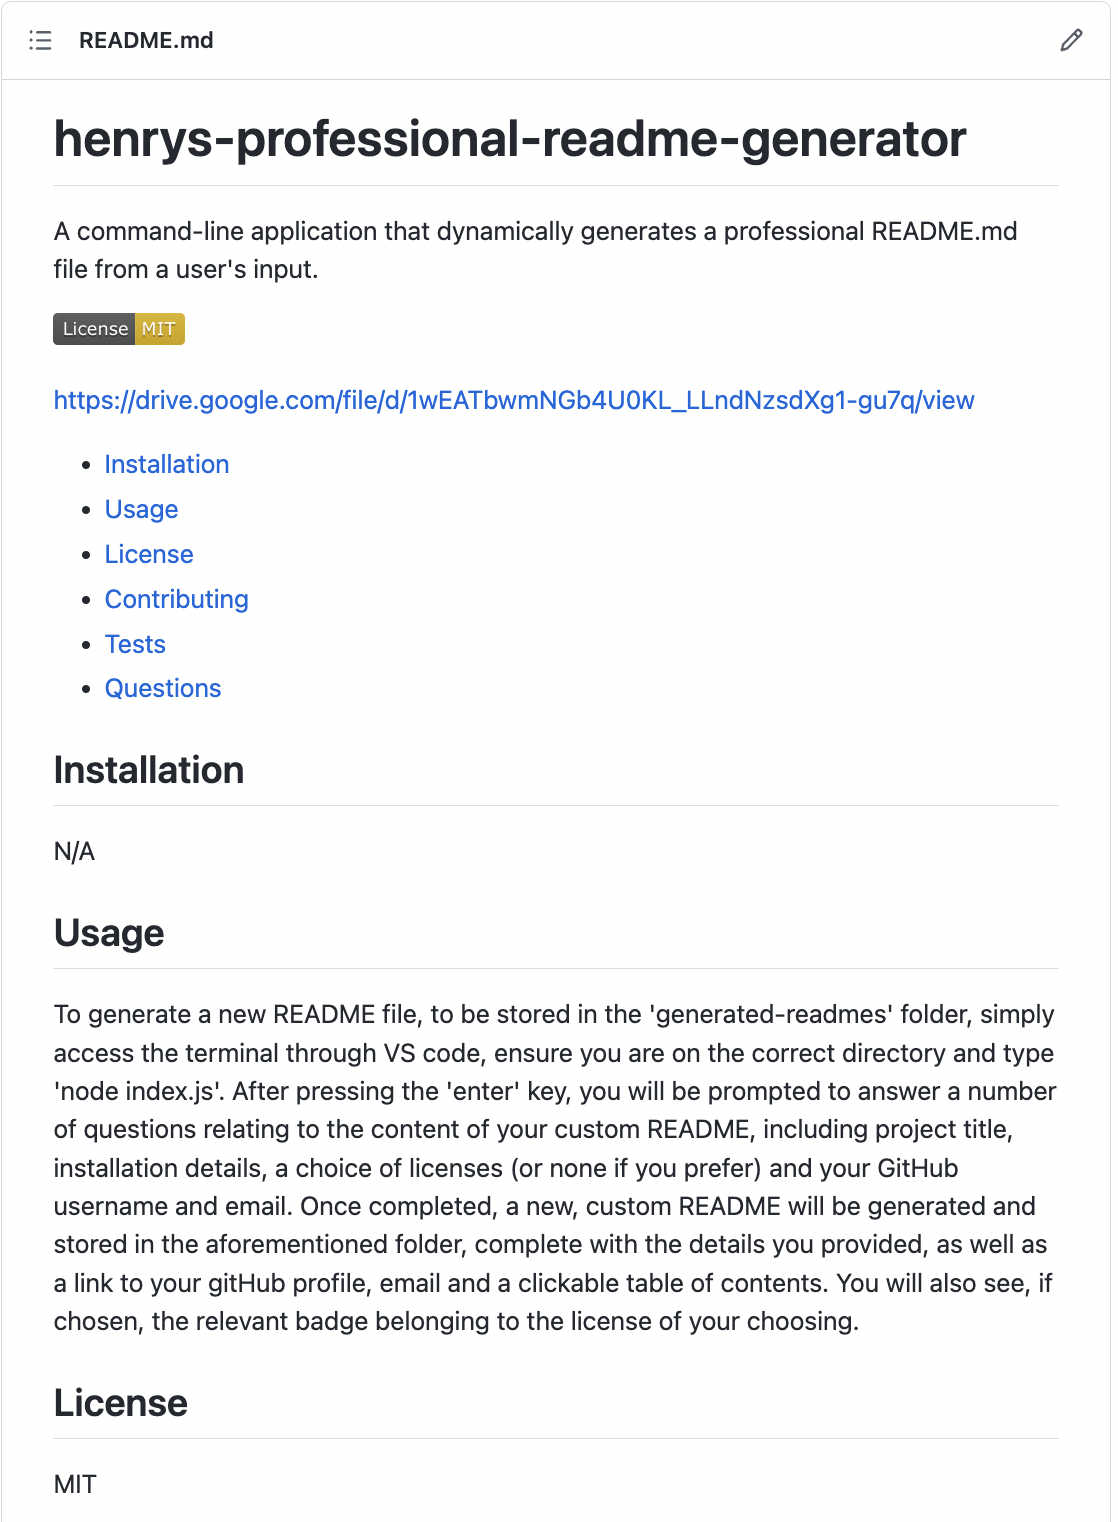 README.md
henrys-professional-readme-generator
A command-line application that dynamically generates a professional README.md
file from a user's input.
License MIT
https://drive.google.com/file/d/1wEATbwmNGb4U0KL_LLndNzsdXg1-gu7q/view
Installation
Usage
License
Contributing
Tests
Questions
Installation
N/A
Usage
To generate a new README file, to be stored in the 'generated-readmes' folder, simply
access the terminal through VS code, ensure you are on the correct directory and type
'node index.js'. After pressing the 'enter' key, you will be prompted to answer a number
of questions relating to the content of your custom README, including project title,
installation details, a choice of licenses (or none if you prefer) and your GitHub
username and email. Once completed, a new, custom README will be generated and
stored in the aforementioned folder, complete with the details you provided, as well as
a link to your gitHub profile, email and a clickable table of contents. You will also see, if
chosen, the relevant badge belonging to the license of your choosing.
License
MIT